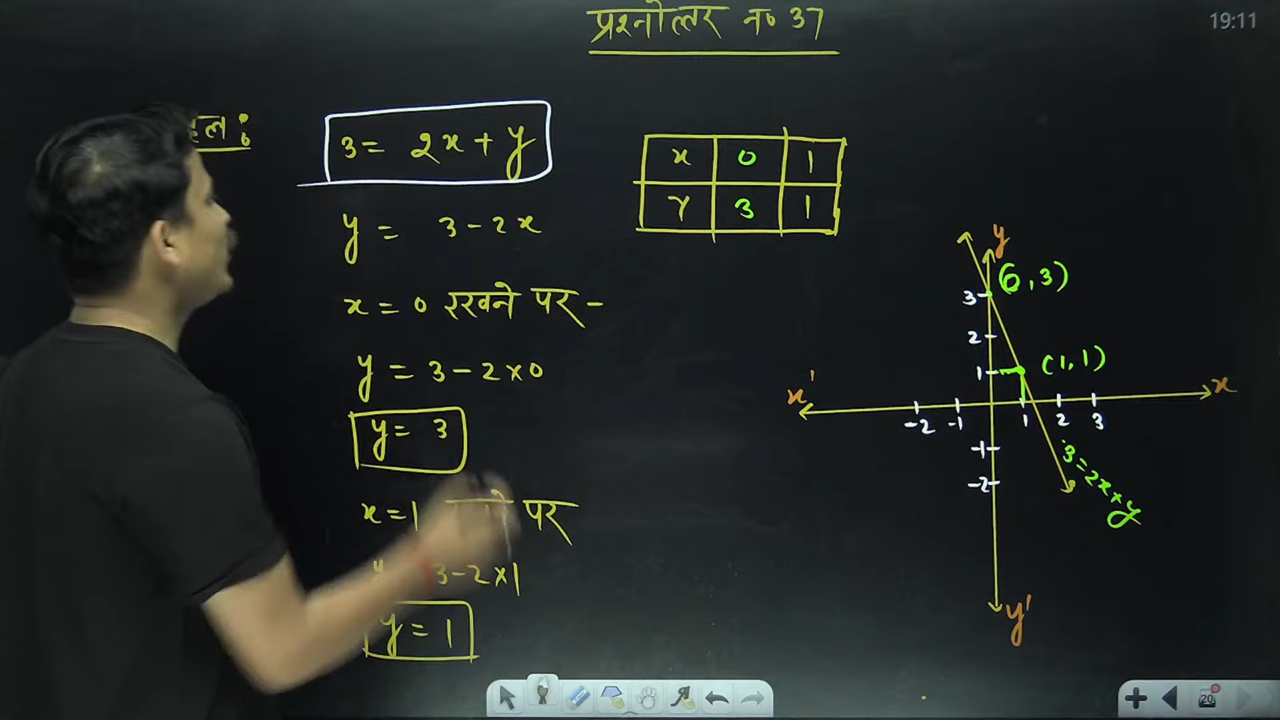 प्रश्नोत्तर न० 37
19:11
हल :
3 = 2x + y
y = 3 - 2x
x = 0 रखने पर -
y = 3 - 2 × 0
y = 3
x = 1 पर
3 - 2 × 1
y = 1
x 0 1
Y 3 1
y
(0, 3)
3
2
1
(1, 1)
x' x
-2 -1 1 2 3
-1
-2
3 = 2x + y
y'
20